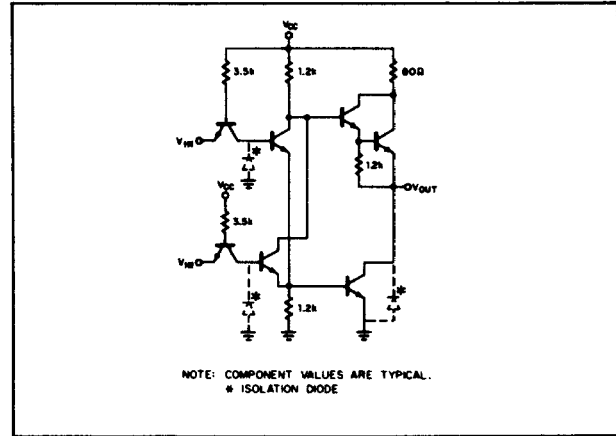 VCC
3.5k
1.2k
80Ω
VIN
*
1.2k
VOUT
VCC
3.5k
VIN
*
*
1.2k
NOTE: COMPONENT VALUES ARE TYPICAL.
* ISOLATION DIODE